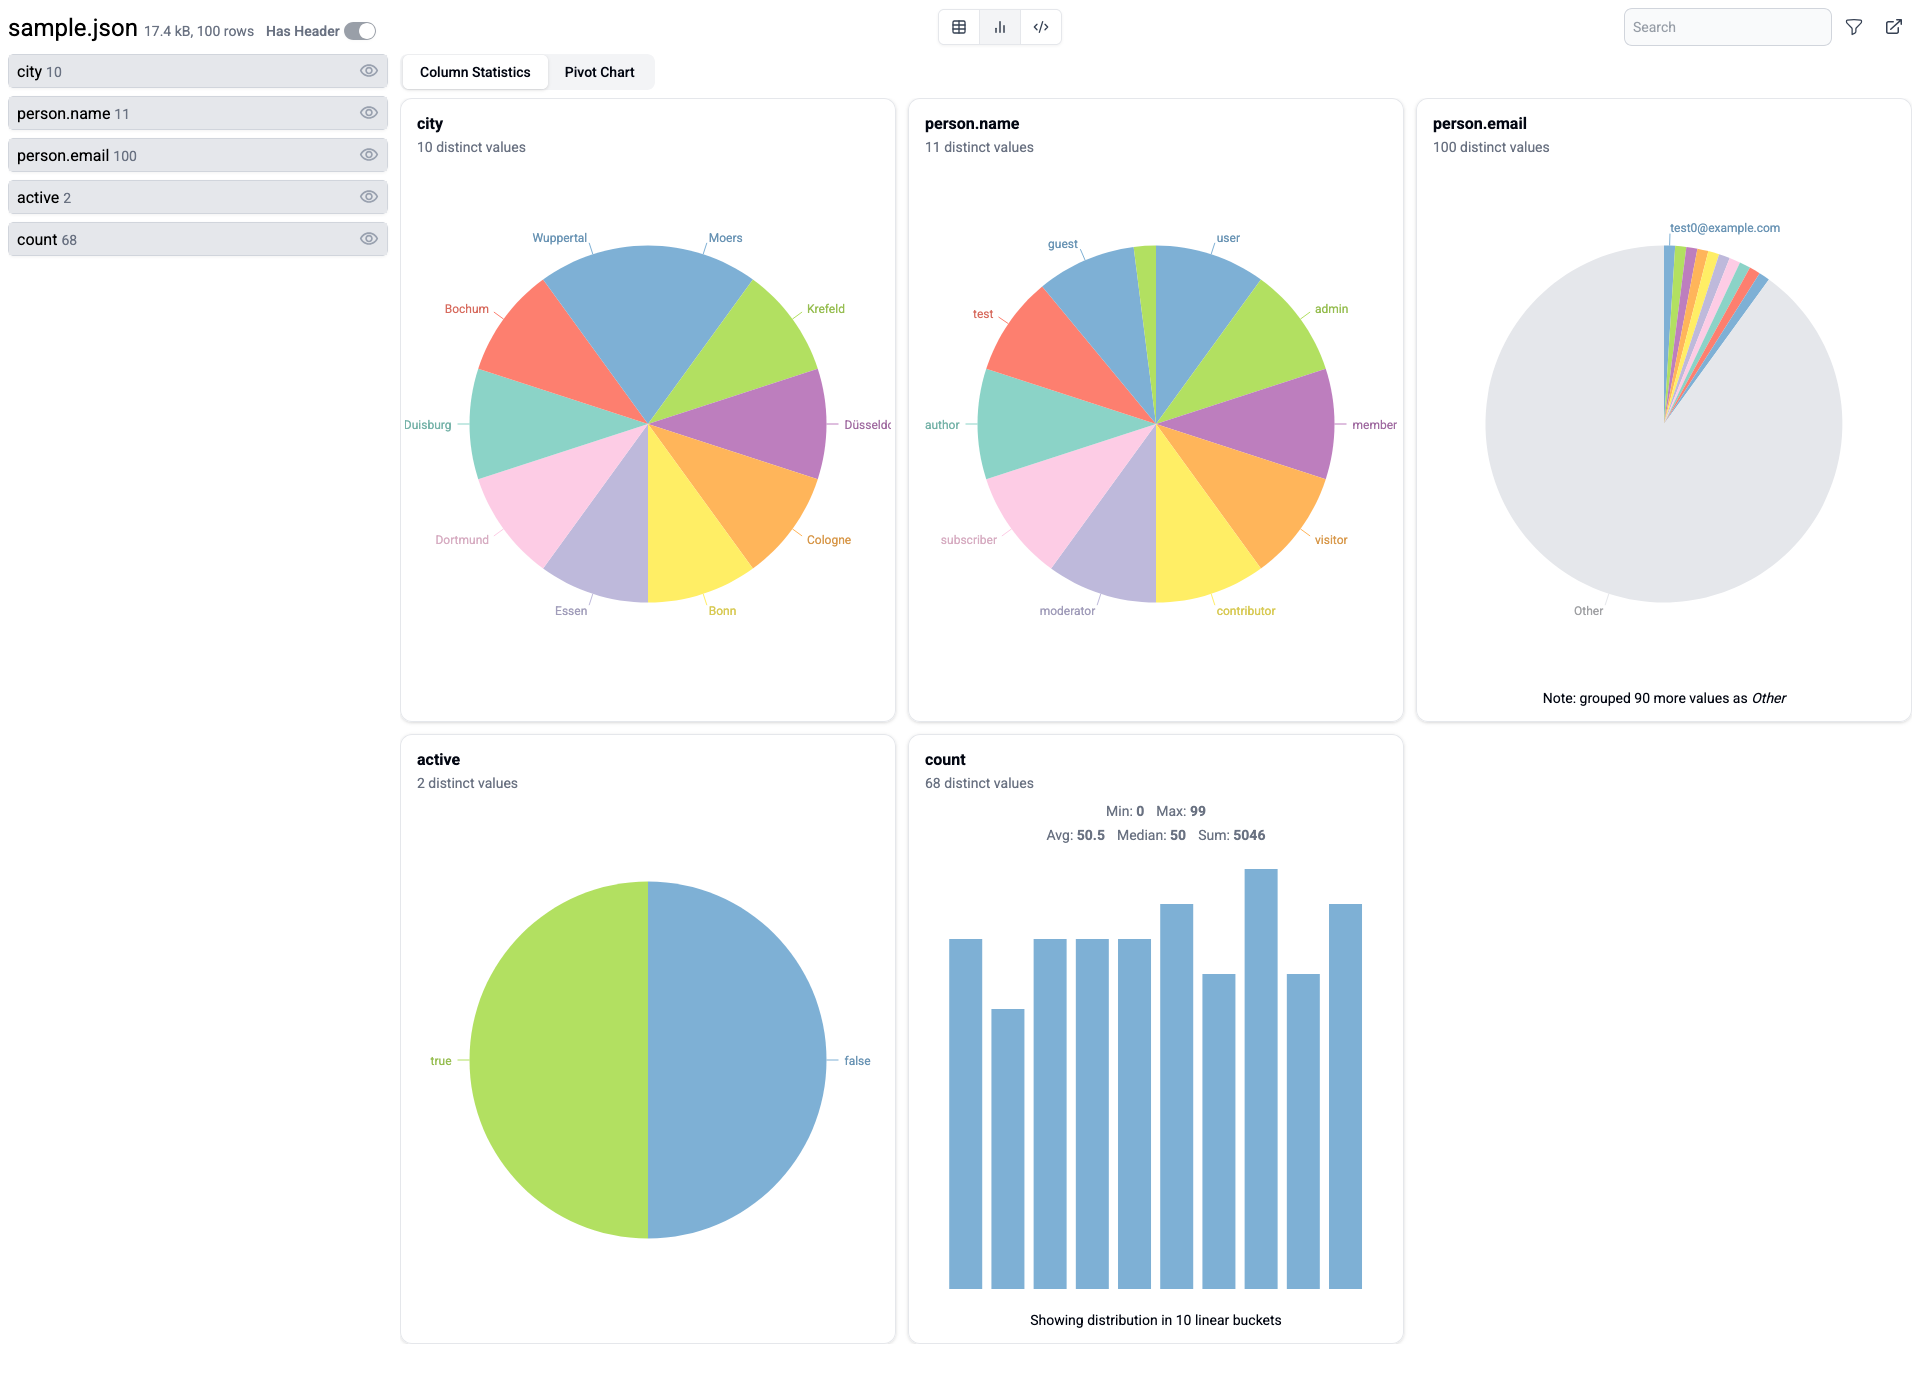 sample.json 17.4 kB, 100 rows Has Header
Search
city 10
person.name 11
person.email 100
active 2
count 68
Column Statistics Pivot Chart
city
10 distinct values
Wuppertal
Moers
Bochum
Krefeld
Duisburg
Düsseldo
Dortmund
Cologne
Essen
Bonn
person.name
11 distinct values
guest
user
test
admin
author
member
subscriber
visitor
moderator
contributor
person.email
100 distinct values
test0@example.com
Other
Note: grouped 90 more values as Other
active
2 distinct values
true
false
count
68 distinct values
Min: 0 Max: 99
Avg: 50.5 Median: 50 Sum: 5046
Showing distribution in 10 linear buckets